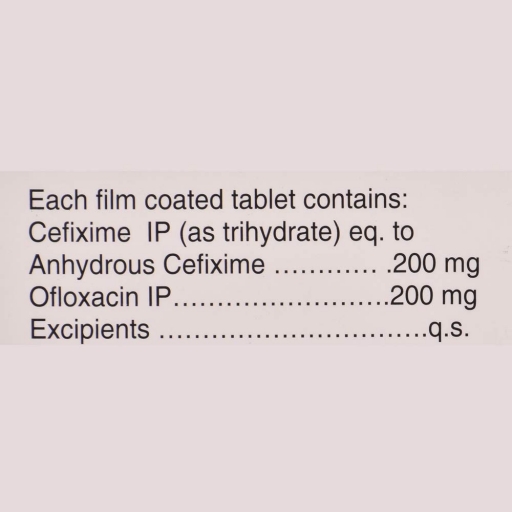 Each film coated tablet contains:
Cefixime IP (as trihydrate) eq. to
Anhydrous Cefixime ............ .200 mg
Ofloxacin IP.........................200 mg
Excipients ...............................q.s.